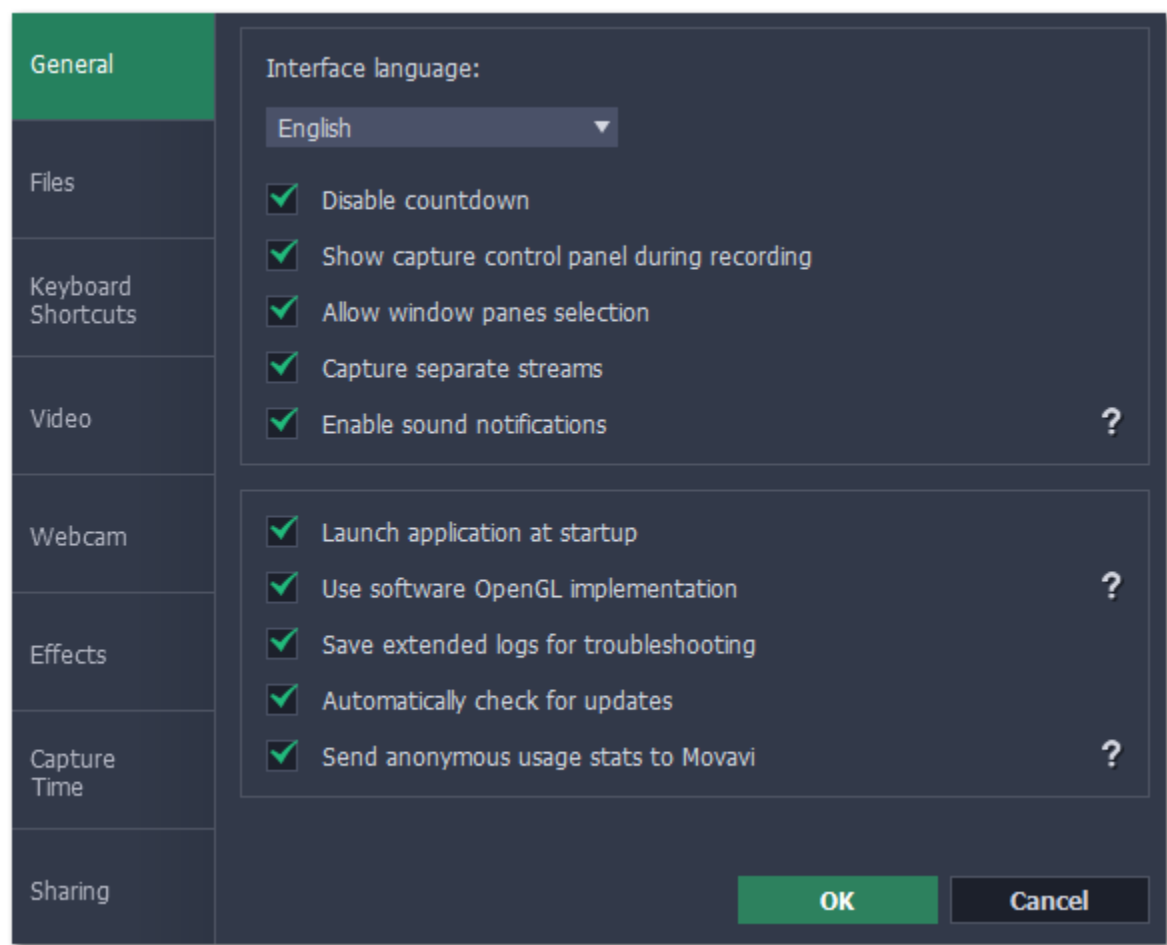 General
Files
Keyboard
Shortcuts
Video
Webcam
Effects
Capture
Time
Sharing
Interface language:
English
Disable countdown
Show capture control panel during recording
Allow window panes selection
Capture separate streams
Enable sound notifications
?
Launch application at startup
Use software OpenGL implementation
?
Save extended logs for troubleshooting
Automatically check for updates
Send anonymous usage stats to Movavi
?
OK
Cancel